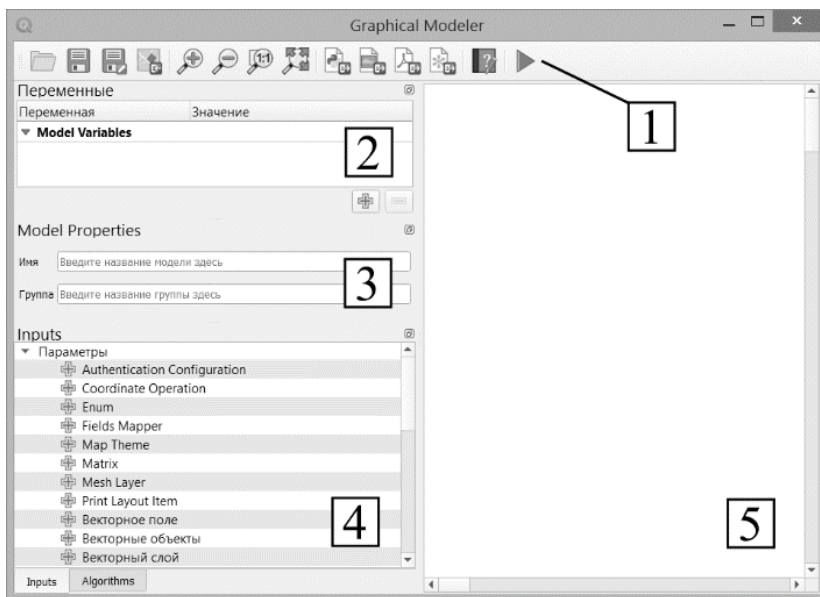 Graphical Modeler
1:1
Переменные
Переменная Значение
Model Variables
1
2
Model Properties
Имя Введите название модели здесь
Группа Введите название группы здесь
3
Inputs
Параметры
Authentication Configuration
Coordinate Operation
Enum
Fields Mapper
Map Theme
Matrix
Mesh Layer
Print Layout Item
Векторное поле
Векторные объекты
Векторный слой
4
5
Inputs Algorithms